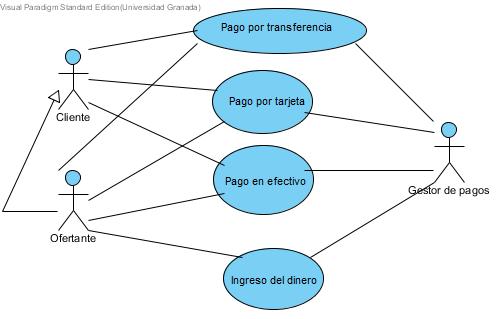 Visual Paradigm Standard Edition(Universidad Granada)
Pago por transferencia
Cliente
Pago por tarjeta
Pago en efectivo
Gestor de pagos
Ofertante
Ingreso del dinero